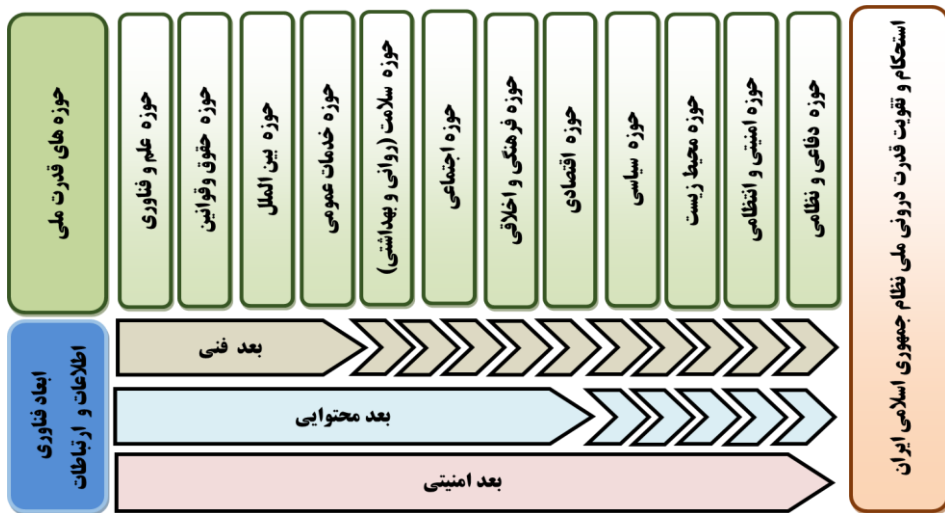 حوزه های قدرت ملی
حوزه علم و فناوری
حوزه حقوق وقوانین
حوزه بین الملل
حوزه خدمات عمومی
حوزه سلامت (روانی و بهداشتی)
حوزه اجتماعی
حوزه فرهنگی و اخلاقی
حوزه اقتصادی
حوزه سیاسی
حوزه محیط زیست
حوزه امنیتی و انتظامی
حوزه دفاعی و نظامی
استحکام و تقویت قدرت درونی ملی نظام جمهوری اسلامی ایران
ابعاد فناوری
اطلاعات و ارتباطات
بعد فنی
بعد محتوایی
بعد امنیتی